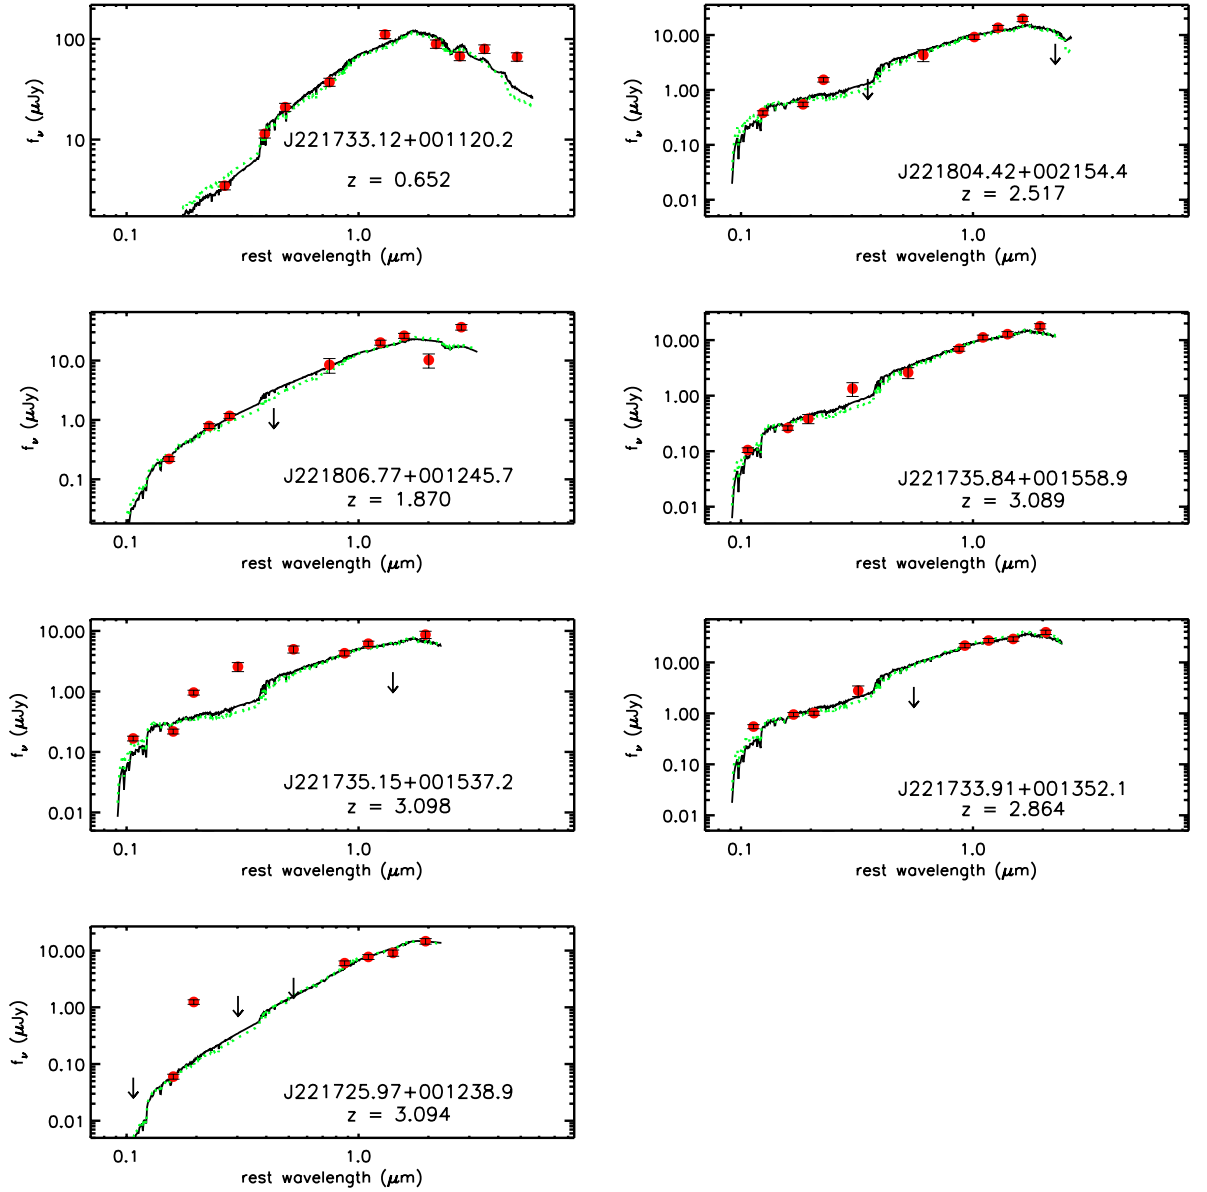 100
10
f_ν (μJy)
J221733.12+001120.2
z = 0.652
0.1
1.0
rest wavelength (μm)
10.00
1.00
0.10
0.01
f_ν (μJy)
J221804.42+002154.4
z = 2.517
0.1
1.0
rest wavelength (μm)
10.0
1.0
0.1
f_ν (μJy)
J221806.77+001245.7
z = 1.870
0.1
1.0
rest wavelength (μm)
10.00
1.00
0.10
0.01
f_ν (μJy)
J221735.84+001558.9
z = 3.089
0.1
1.0
rest wavelength (μm)
10.00
1.00
0.10
0.01
f_ν (μJy)
J221735.15+001537.2
z = 3.098
0.1
1.0
rest wavelength (μm)
10.00
1.00
0.10
0.01
f_ν (μJy)
J221733.91+001352.1
z = 2.864
0.1
1.0
rest wavelength (μm)
10.00
1.00
0.10
0.01
f_ν (μJy)
J221725.97+001238.9
z = 3.094
0.1
1.0
rest wavelength (μm)